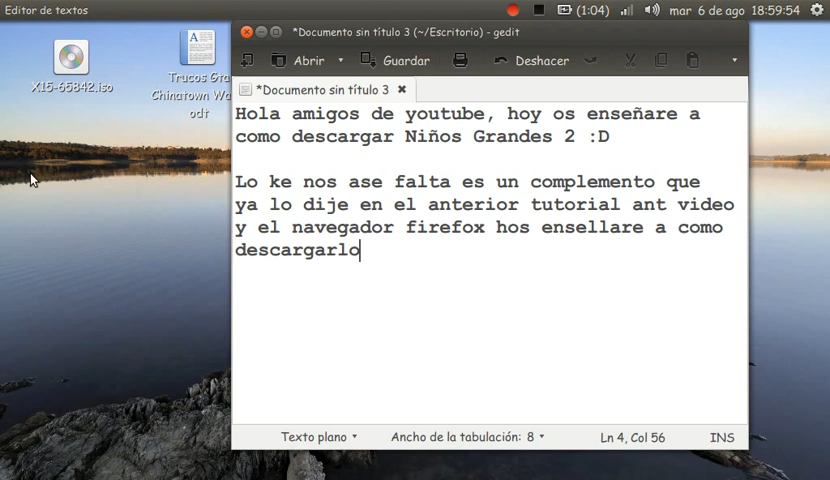 Editor de textos
(1:04)
mar 6 de ago
18:59:54
X15-65842.iso
Trucos Gta
Chinatown Wa
odt
*Documento sin título 3 (~/Escritorio) - gedit
Abrir
Guardar
Deshacer
*Documento sin título 3
Hola amigos de youtube, hoy os enseñare a
como descargar Niños Grandes 2 :D
Lo ke nos ase falta es un complemento que
ya lo dije en el anterior tutorial ant video
y el navegador firefox hos ensellare a como
descargarlo
Texto plano
Ancho de la tabulación: 8
Ln 4, Col 56
INS